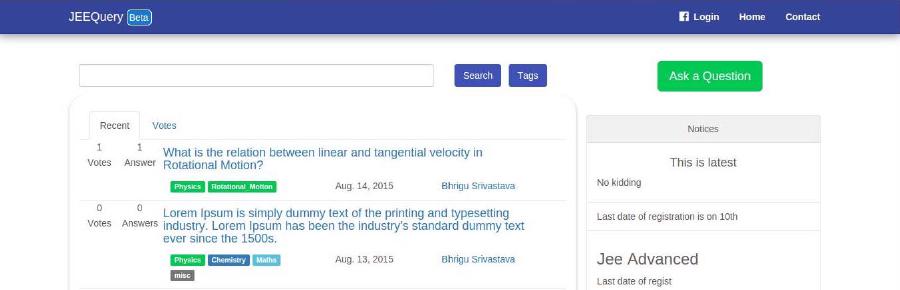 JEEQuery Beta
Login Home Contact
Search Tags
Ask a Question
Recent Votes
1 1
Votes Answer
What is the relation between linear and tangential velocity in
Rotational Motion?
Physics Rotational_Motion Aug. 14, 2015 Bhrigu Srivastava
0 0
Votes Answers
Lorem Ipsum is simply dummy text of the printing and typesetting
industry. Lorem Ipsum has been the industry's standard dummy text
ever since the 1500s.
Physics Chemistry Maths Aug. 13, 2015 Bhrigu Srivastava
misc
Notices
This is latest
No kidding
Last date of registration is on 10th
Jee Advanced
Last date of regist